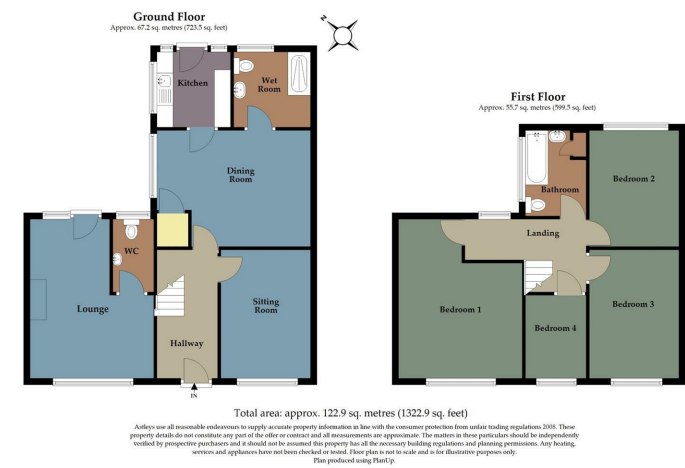 Ground Floor
Approx. 67.2 sq. metres (723.5 sq. feet)
N
Kitchen
Wet
Room
Dining
Room
WC
Lounge
Sitting
Room
Hallway
IN
First Floor
Approx. 55.7 sq. metres (599.5 sq. feet)
Bedroom 2
Bathroom
Landing
Bedroom 1
Bedroom 3
Bedroom 4
Total area: approx. 122.9 sq. metres (1322.9 sq. feet)
Astleys use all reasonable endeavours to supply accurate property information in line with the consumer protection from unfair trading regulations 2008. These
property details do not constitute any part of the offer or contract and all measurements are approximate. The matters in these particulars should be independently
verified by prospective purchasers and it should not be assumed this property has all the necessary building regulations and planning permissions. Any heating,
services and appliances have not been checked or tested. Floor plan is not to scale and is for illustrative purposes only.
Plan produced using PlanUp.